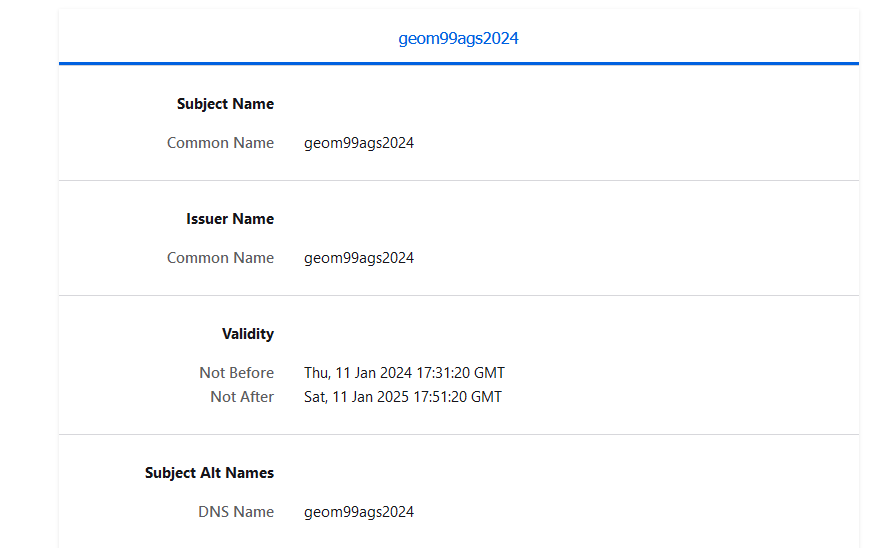 geom99ags2024
Subject Name
Common Name geom99ags2024
Issuer Name
Common Name geom99ags2024
Validity
Not Before Thu, 11 Jan 2024 17:31:20 GMT
Not After Sat, 11 Jan 2025 17:51:20 GMT
Subject Alt Names
DNS Name geom99ags2024